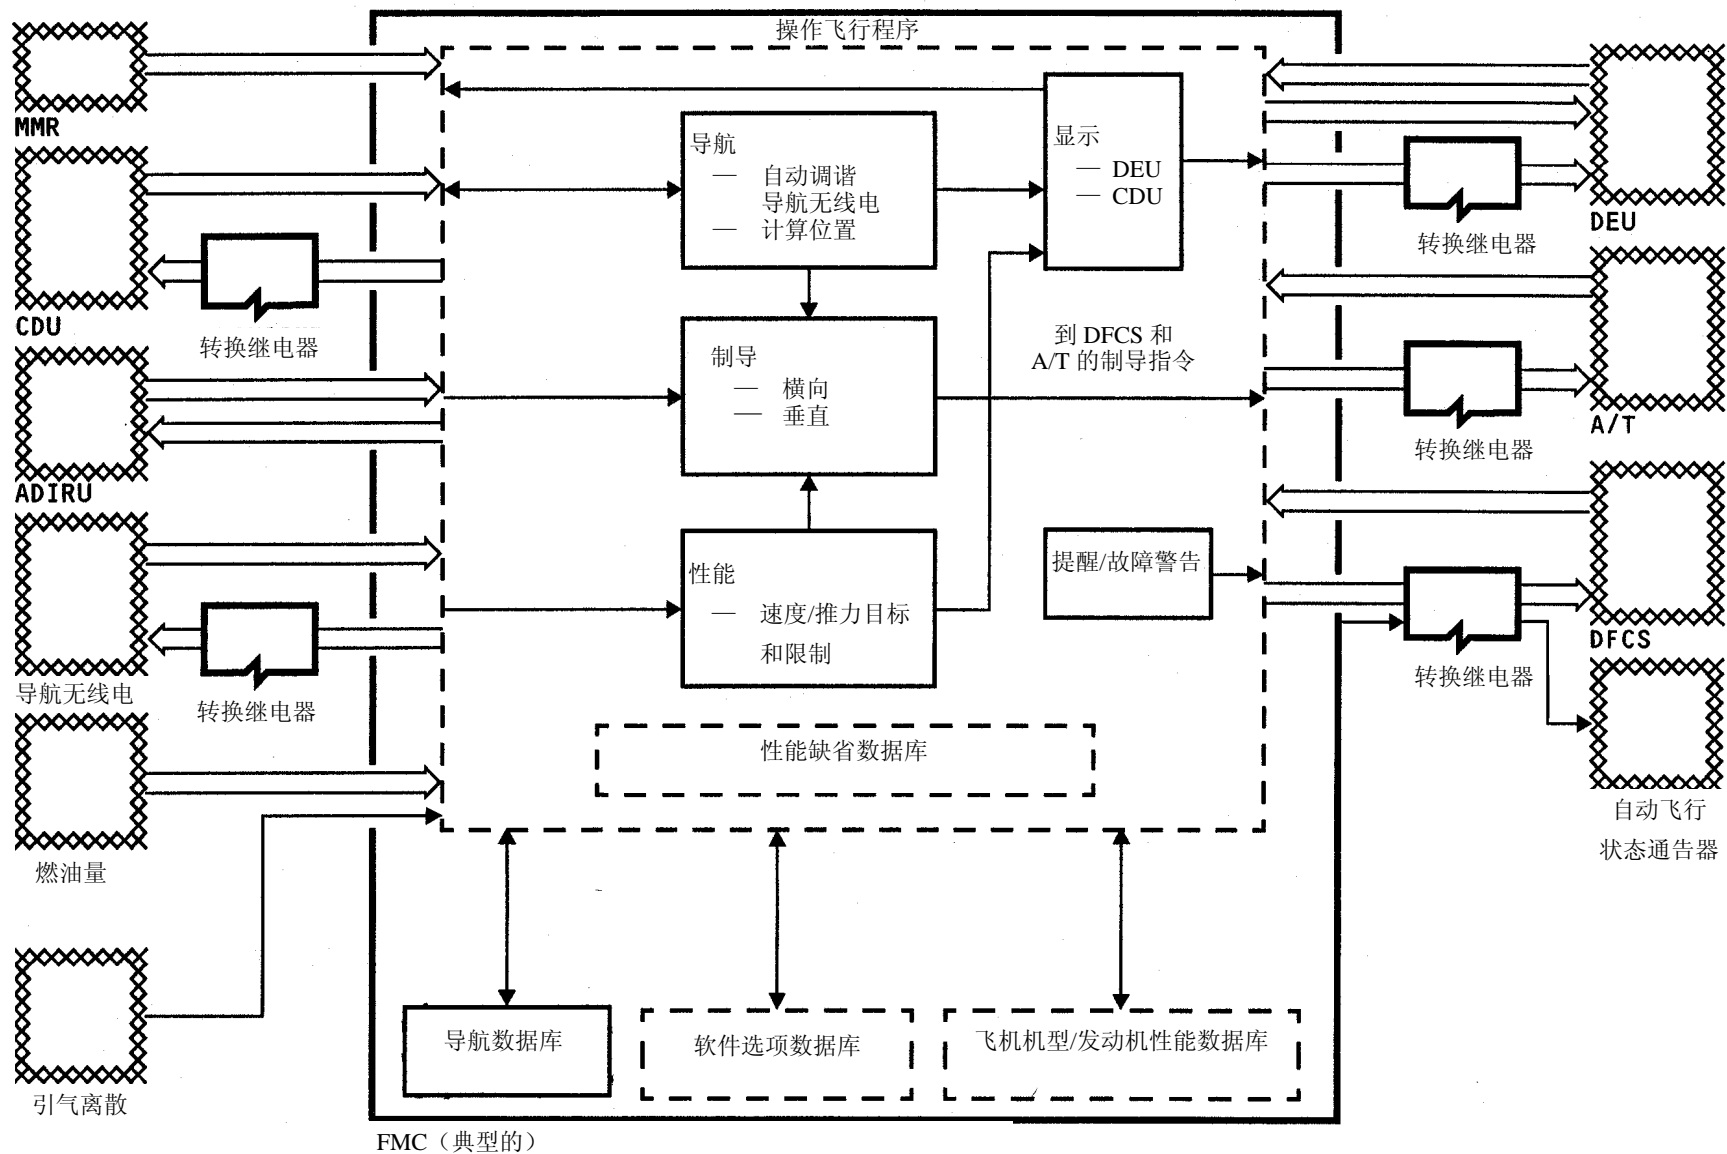 操作飞行程序
MMR
CDU
转换继电器
ADIRU
导航无线电
转换继电器
燃油量
引气离散
导航
— 自动调谐
导航无线电
— 计算位置
制导
— 横向
— 垂直
性能
— 速度/推力目标
和限制
显示
— DEU
— CDU
到 DFCS 和
A/T 的制导指令
提醒/故障警告
性能缺省数据库
导航数据库
软件选项数据库
飞机机型/发动机性能数据库
FMC（典型的）
DEU
转换继电器
A/T
转换继电器
DFCS
转换继电器
自动飞行
状态通告器